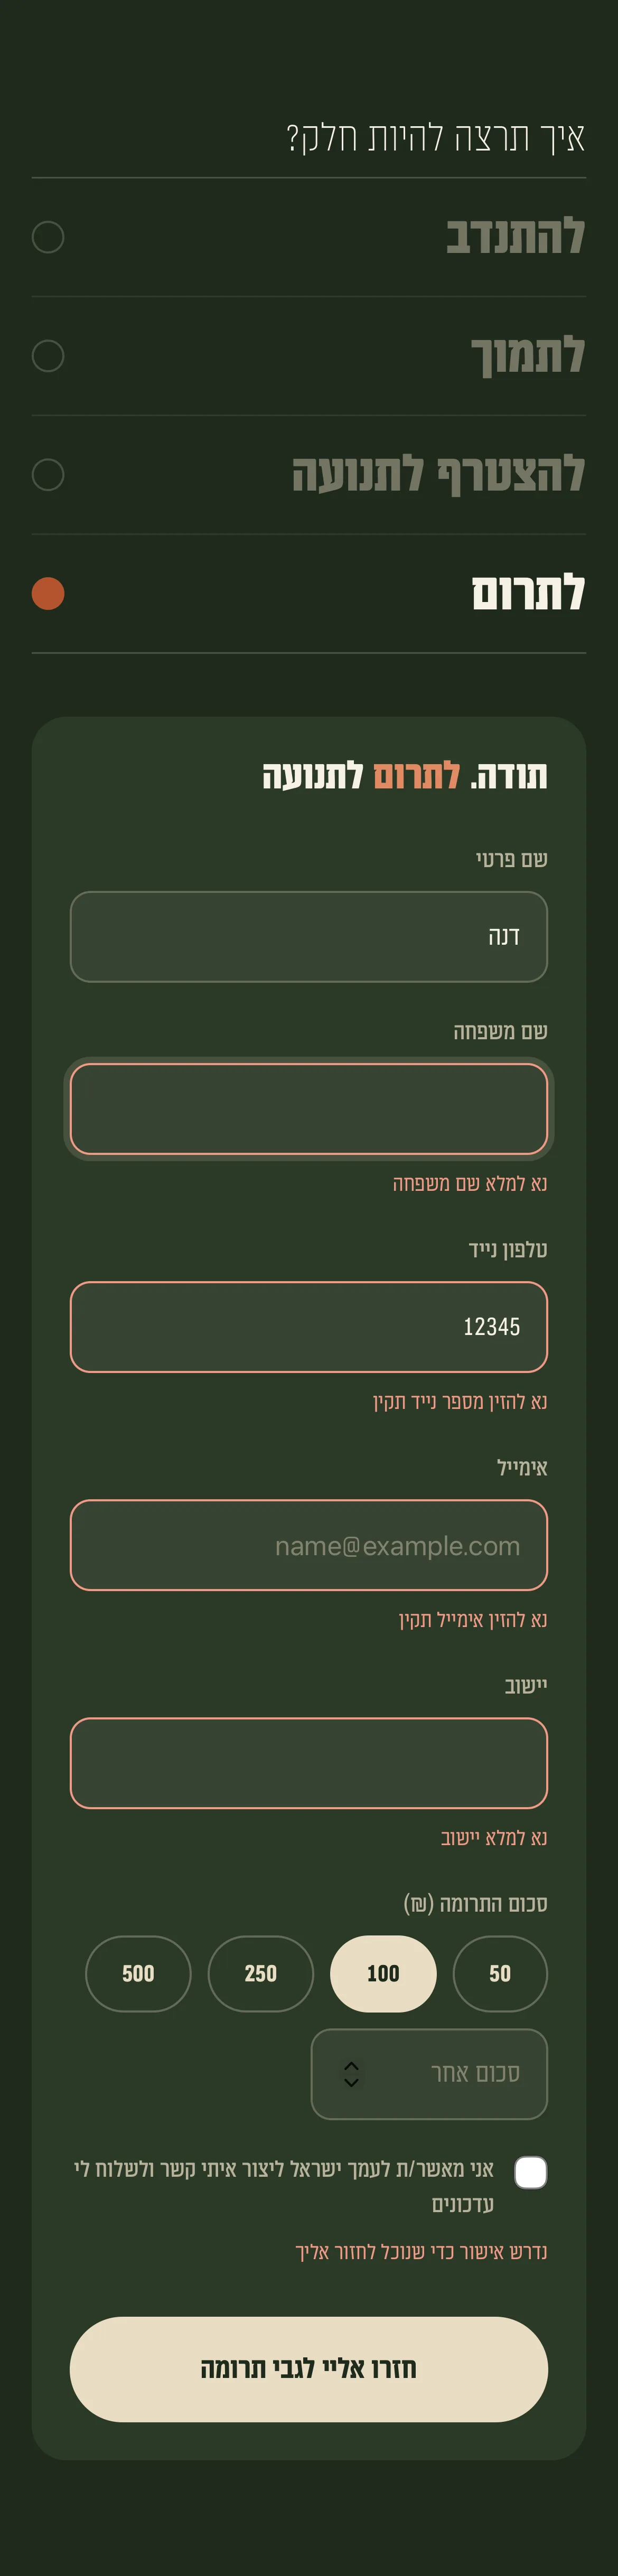 איך תרצה להיות חלק?
להתנדב
לתמוך
להצטרף לתנועה
לתרום
תודה. לתרום לתנועה
שם פרטי
דנה
שם משפחה
נא למלא שם משפחה
טלפון נייד
12345
נא להזין מספר נייד תקין
אימייל
name@example.com
נא להזין אימייל תקין
יישוב
נא למלא יישוב
סכום התרומה (₪)
50 100 250 500
סכום אחר
אני מאשר/ת לעמך ישראל ליצור איתי קשר ולשלוח לי
עדכונים
נדרש אישור כדי שנוכל לחזור אליך
חזרו אליי לגבי תרומה